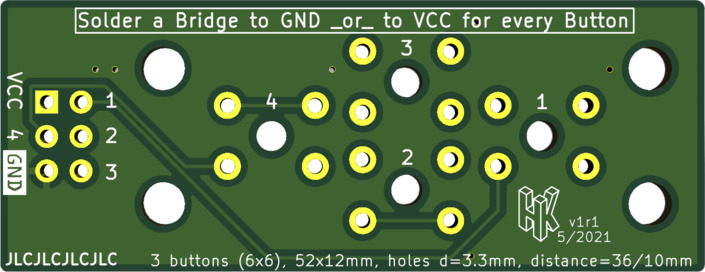 Solder a Bridge to GND _or_ to VCC for every Button
3
VCC
1
4
1
4
2
2
GND
3
HK
v1r1
5/2021
JLCJLCJLCJLC
3 buttons (6x6), 52x12mm, holes d=3.3mm, distance=36/10mm